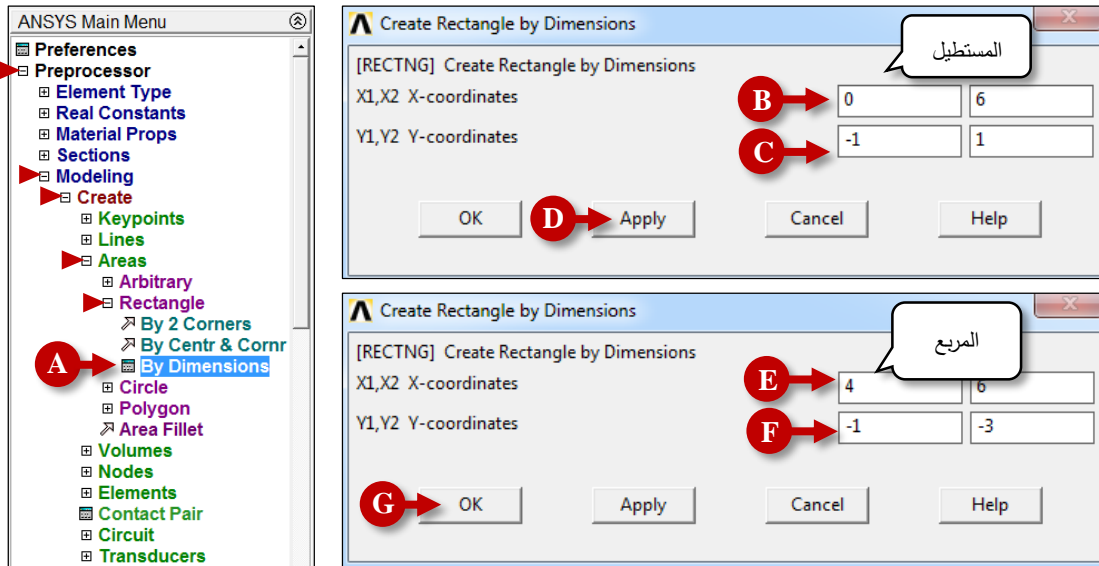 ANSYS Main Menu
Preferences
Preprocessor
Element Type
Real Constants
Material Props
Sections
Modeling
Create
Keypoints
Lines
Areas
Arbitrary
Rectangle
By 2 Corners
By Centr & Cornr
A
By Dimensions
Circle
Polygon
Area Fillet
Volumes
Nodes
Elements
Contact Pair
Circuit
Transducers
Create Rectangle by Dimensions
المستطيل
[RECTNG] Create Rectangle by Dimensions
X1,X2 X-coordinates
B
0
6
Y1,Y2 Y-coordinates
C
-1
1
OK
D
Apply
Cancel
Help
Create Rectangle by Dimensions
المربع
[RECTNG] Create Rectangle by Dimensions
X1,X2 X-coordinates
E
4
6
Y1,Y2 Y-coordinates
F
-1
-3
G
OK
Apply
Cancel
Help